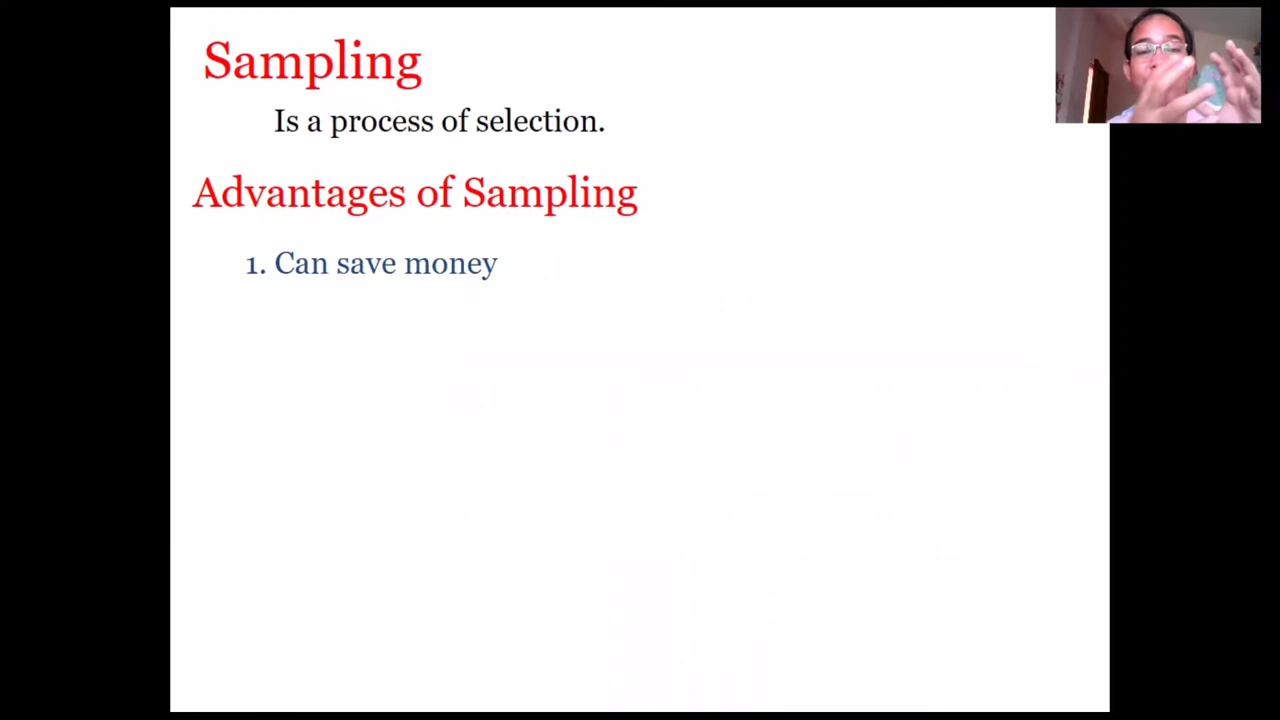 Sampling
Is a process of selection.
Advantages of Sampling
1. Can save money